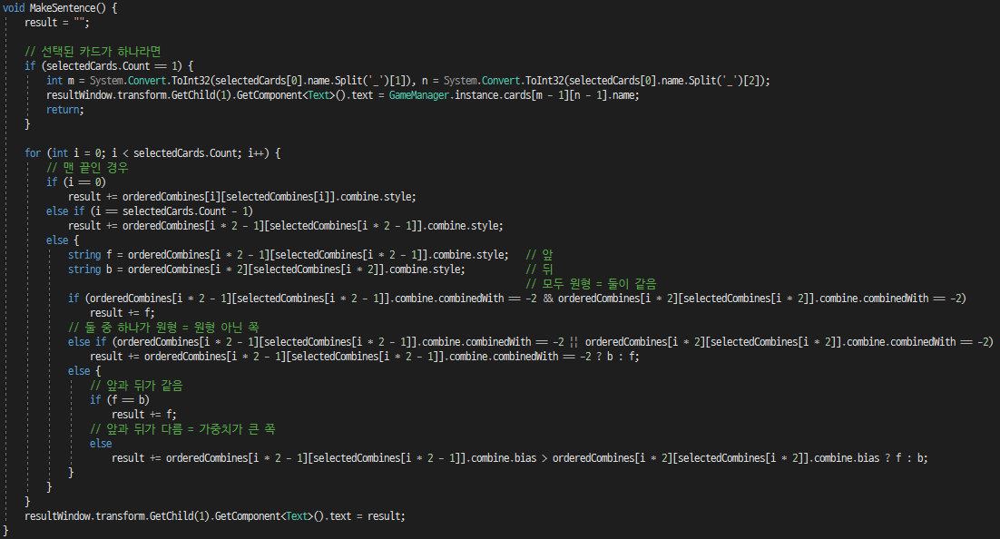 void MakeSentence() {
result = "";
// 선택된 카드가 하나라면
if (selectedCards.Count == 1) {
int m = System.Convert.ToInt32(selectedCards[0].name.Split('_')[1]), n = System.Convert.ToInt32(selectedCards[0].name.Split('_')[2]);
resultWindow.transform.GetChild(1).GetComponent<Text>().text = GameManager.instance.cards[m - 1][n - 1].name;
return;
}
for (int i = 0; i < selectedCards.Count; i++) {
// 맨 끝인 경우
if (i == 0)
result += orderedCombines[i][selectedCombines[i]].combine.style;
else if (i == selectedCards.Count - 1)
result += orderedCombines[i * 2 - 1][selectedCombines[i * 2 - 1]].combine.style;
else {
string f = orderedCombines[i * 2 - 1][selectedCombines[i * 2 - 1]].combine.style; // 앞
string b = orderedCombines[i * 2][selectedCombines[i * 2]].combine.style; // 뒤
// 모두 원형 = 둘이 같음
if (orderedCombines[i * 2 - 1][selectedCombines[i * 2 - 1]].combine.combinedWith == -2 && orderedCombines[i * 2][selectedCombines[i * 2]].combine.combinedWith == -2)
result += f;
// 둘 중 하나가 원형 = 원형 아닌 쪽
else if (orderedCombines[i * 2 - 1][selectedCombines[i * 2 - 1]].combine.combinedWith == -2 || orderedCombines[i * 2][selectedCombines[i * 2]].combine.combinedWith == -2)
result += orderedCombines[i * 2 - 1][selectedCombines[i * 2 - 1]].combine.combinedWith == -2 ? b : f;
else {
// 앞과 뒤가 같음
if (f == b)
result += f;
// 앞과 뒤가 다름 = 가중치가 큰 쪽
else
result += orderedCombines[i * 2 - 1][selectedCombines[i * 2 - 1]].combine.bias > orderedCombines[i * 2][selectedCombines[i * 2]].combine.bias ? f : b;
}
}
}
resultWindow.transform.GetChild(1).GetComponent<Text>().text = result;
}